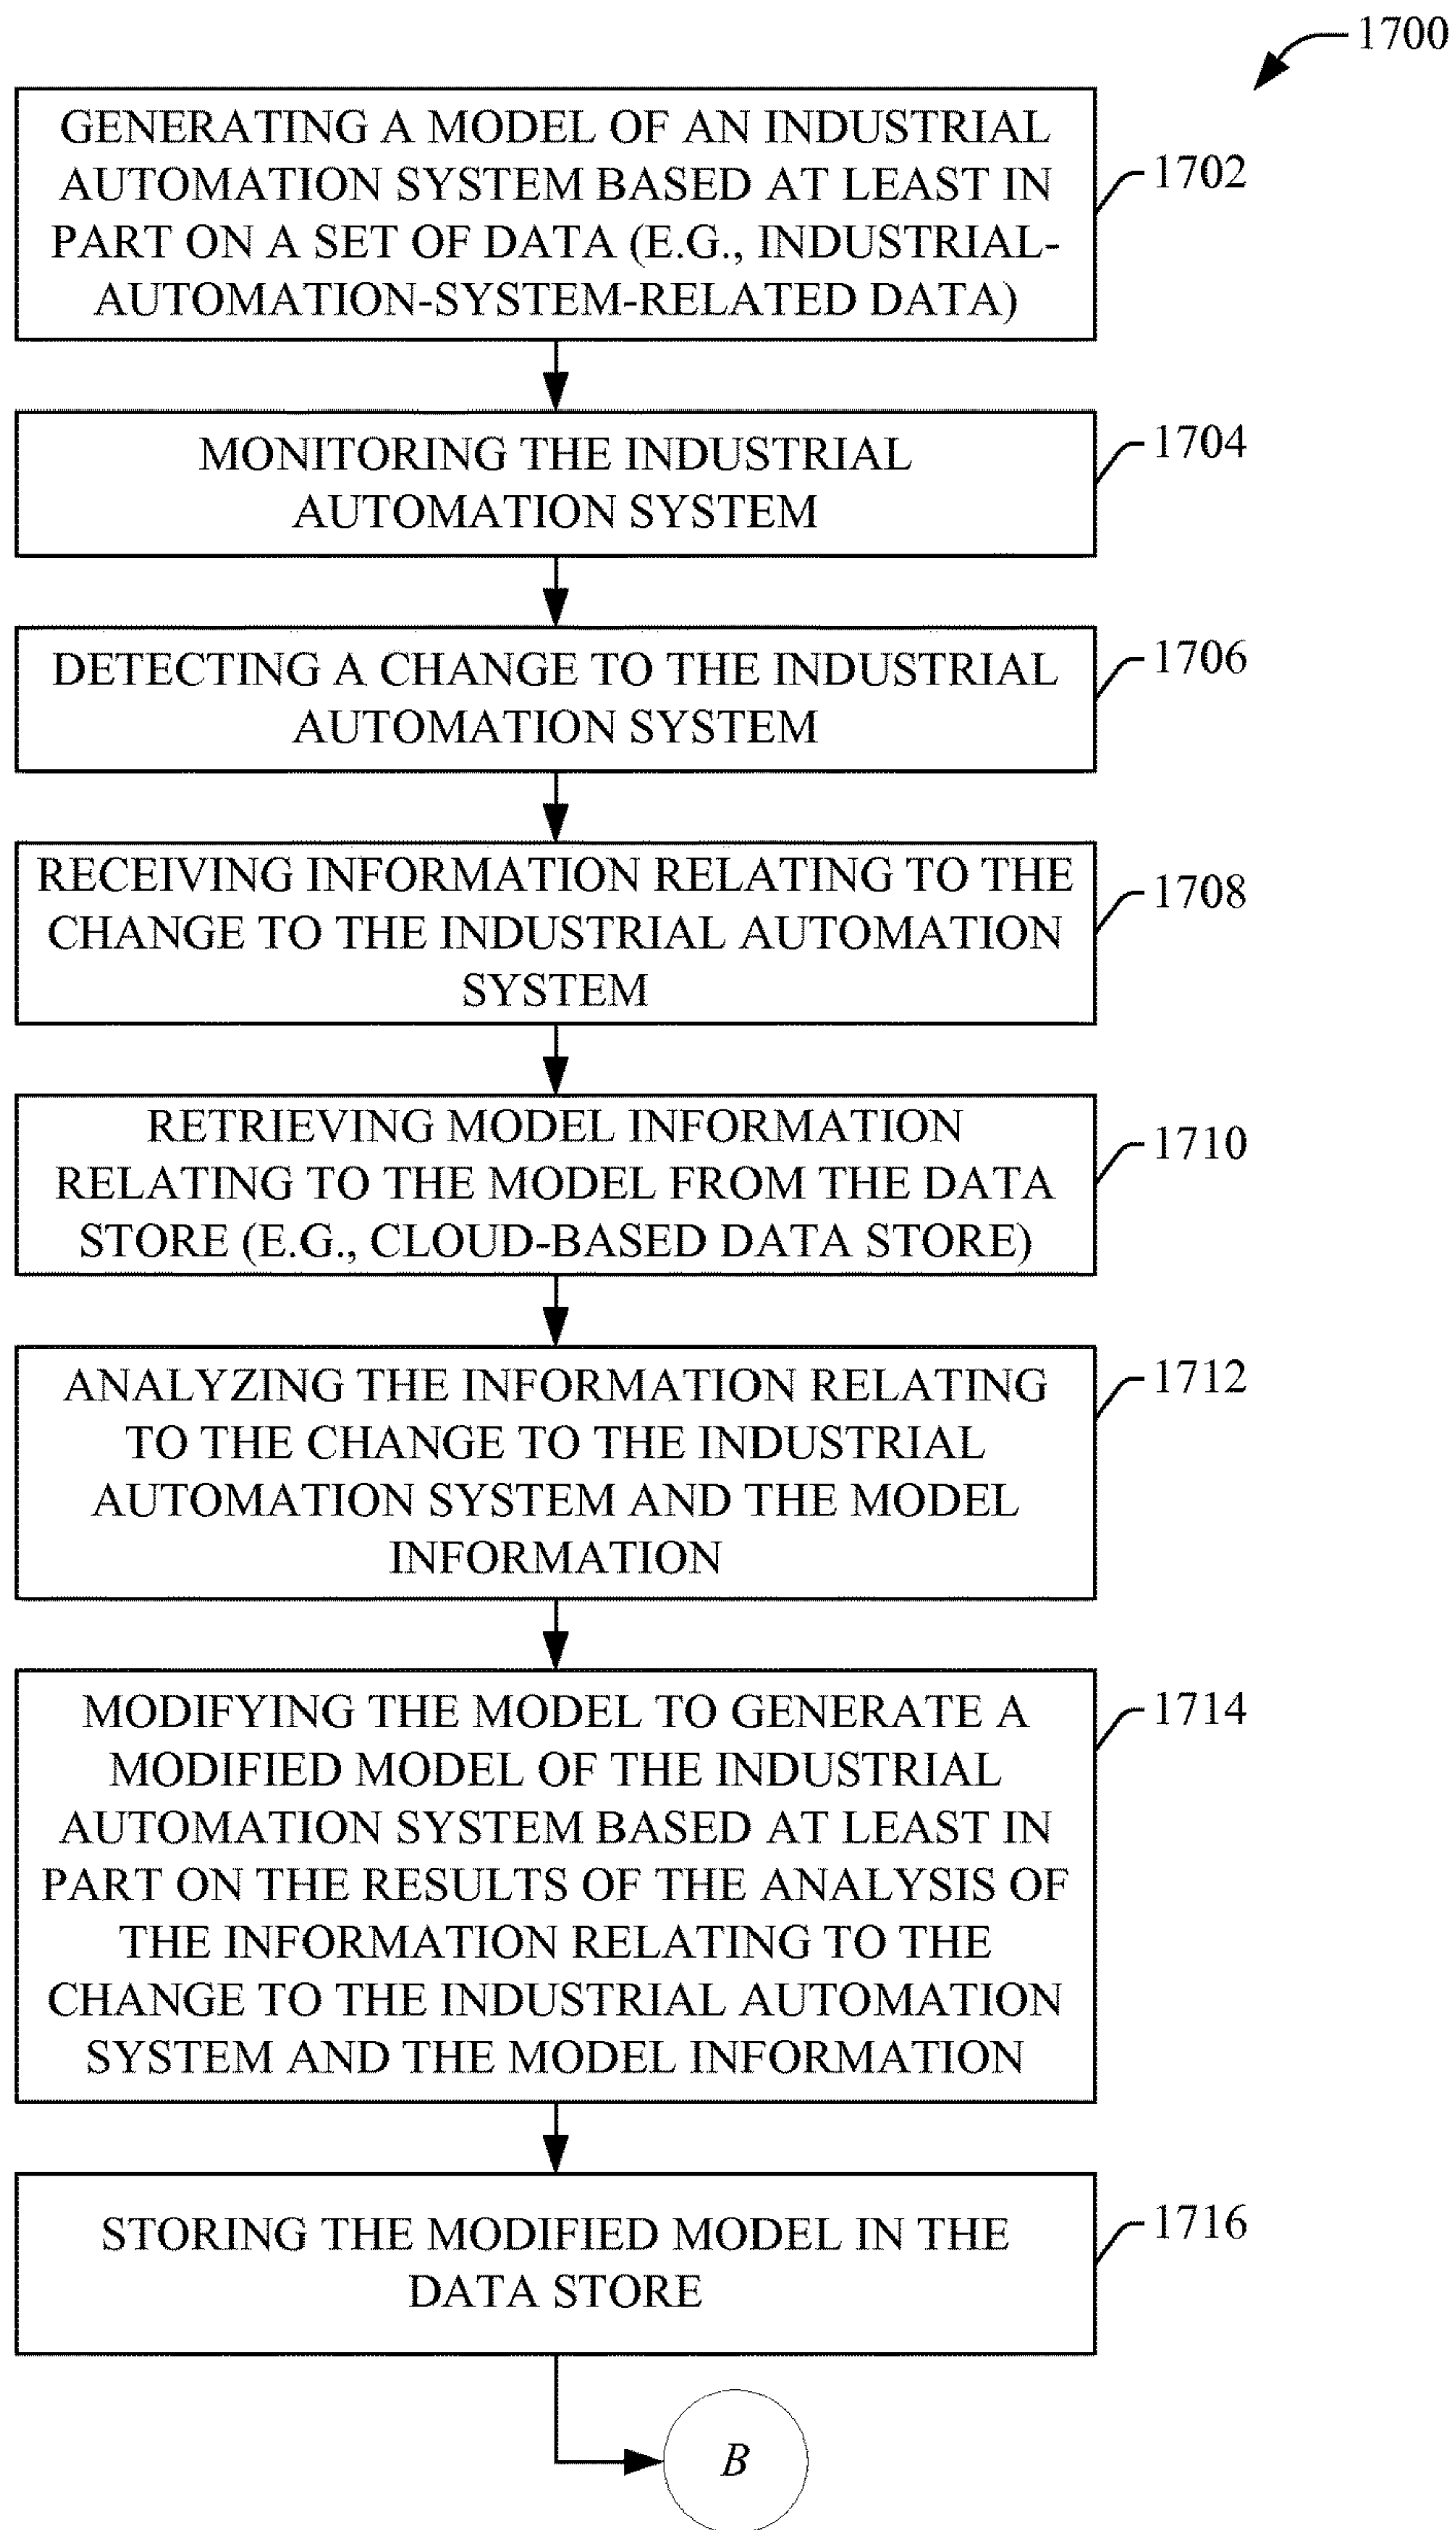 1700
GENERATING A MODEL OF AN INDUSTRIAL
AUTOMATION SYSTEM BASED AT LEAST IN
PART ON A SET OF DATA (E.G., INDUSTRIAL-
AUTOMATION-SYSTEM-RELATED DATA)
1702
MONITORING THE INDUSTRIAL
AUTOMATION SYSTEM
1704
DETECTING A CHANGE TO THE INDUSTRIAL
AUTOMATION SYSTEM
1706
RECEIVING INFORMATION RELATING TO THE
CHANGE TO THE INDUSTRIAL AUTOMATION
SYSTEM
1708
RETRIEVING MODEL INFORMATION
RELATING TO THE MODEL FROM THE DATA
STORE (E.G., CLOUD-BASED DATA STORE)
1710
ANALYZING THE INFORMATION RELATING
TO THE CHANGE TO THE INDUSTRIAL
AUTOMATION SYSTEM AND THE MODEL
INFORMATION
1712
MODIFYING THE MODEL TO GENERATE A
MODIFIED MODEL OF THE INDUSTRIAL
AUTOMATION SYSTEM BASED AT LEAST IN
PART ON THE RESULTS OF THE ANALYSIS OF
THE INFORMATION RELATING TO THE
CHANGE TO THE INDUSTRIAL AUTOMATION
SYSTEM AND THE MODEL INFORMATION
1714
STORING THE MODIFIED MODEL IN THE
DATA STORE
1716
B